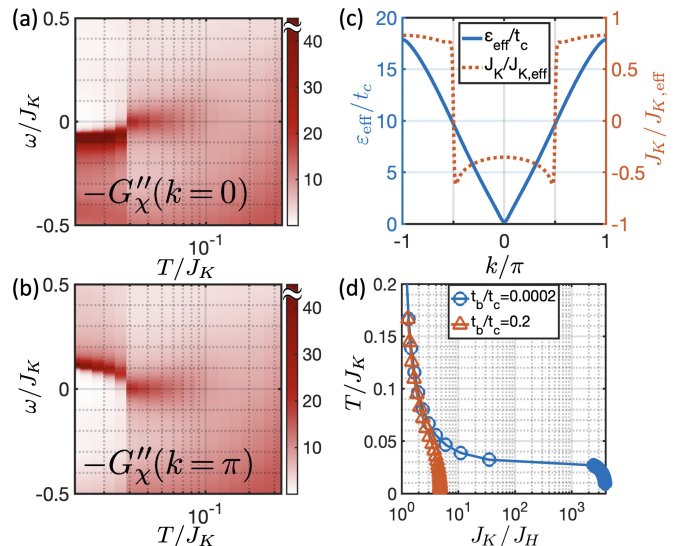 (a)
0.5
0
-0.5
ω/J_K
-G''_χ(k = 0)
10^-1
T/J_K
40
30
20
10
(b)
0.5
0
-0.5
ω/J_K
-G''_χ(k = π)
10^-1
T/J_K
40
30
20
10
(c)
20
15
10
5
0
ε_eff/t_c
ε_eff/t_c
J_K/J_K,eff
1
0.5
0
-0.5
-1
J_K/J_K,eff
-1
0
1
k/π
(d)
0.2
0.15
0.1
0.05
0
T/J_K
t_b/t_c=0.0002
t_b/t_c=0.2
10^0
10^1
10^2
10^3
J_K/J_H